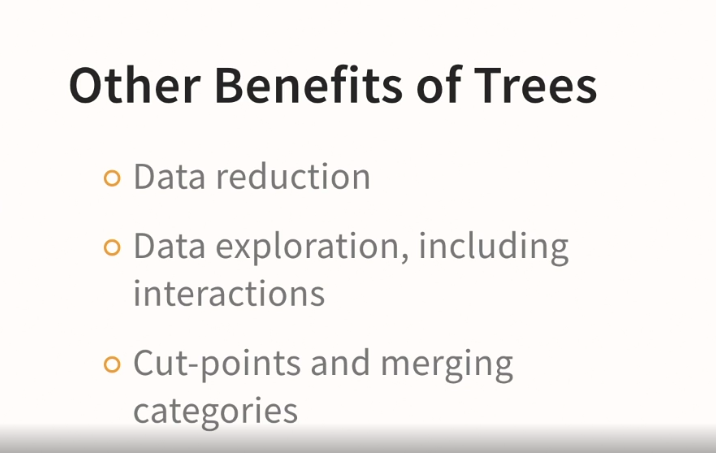 Other Benefits of Trees
Data reduction
Data exploration, including
interactions
Cut-points and merging
categories